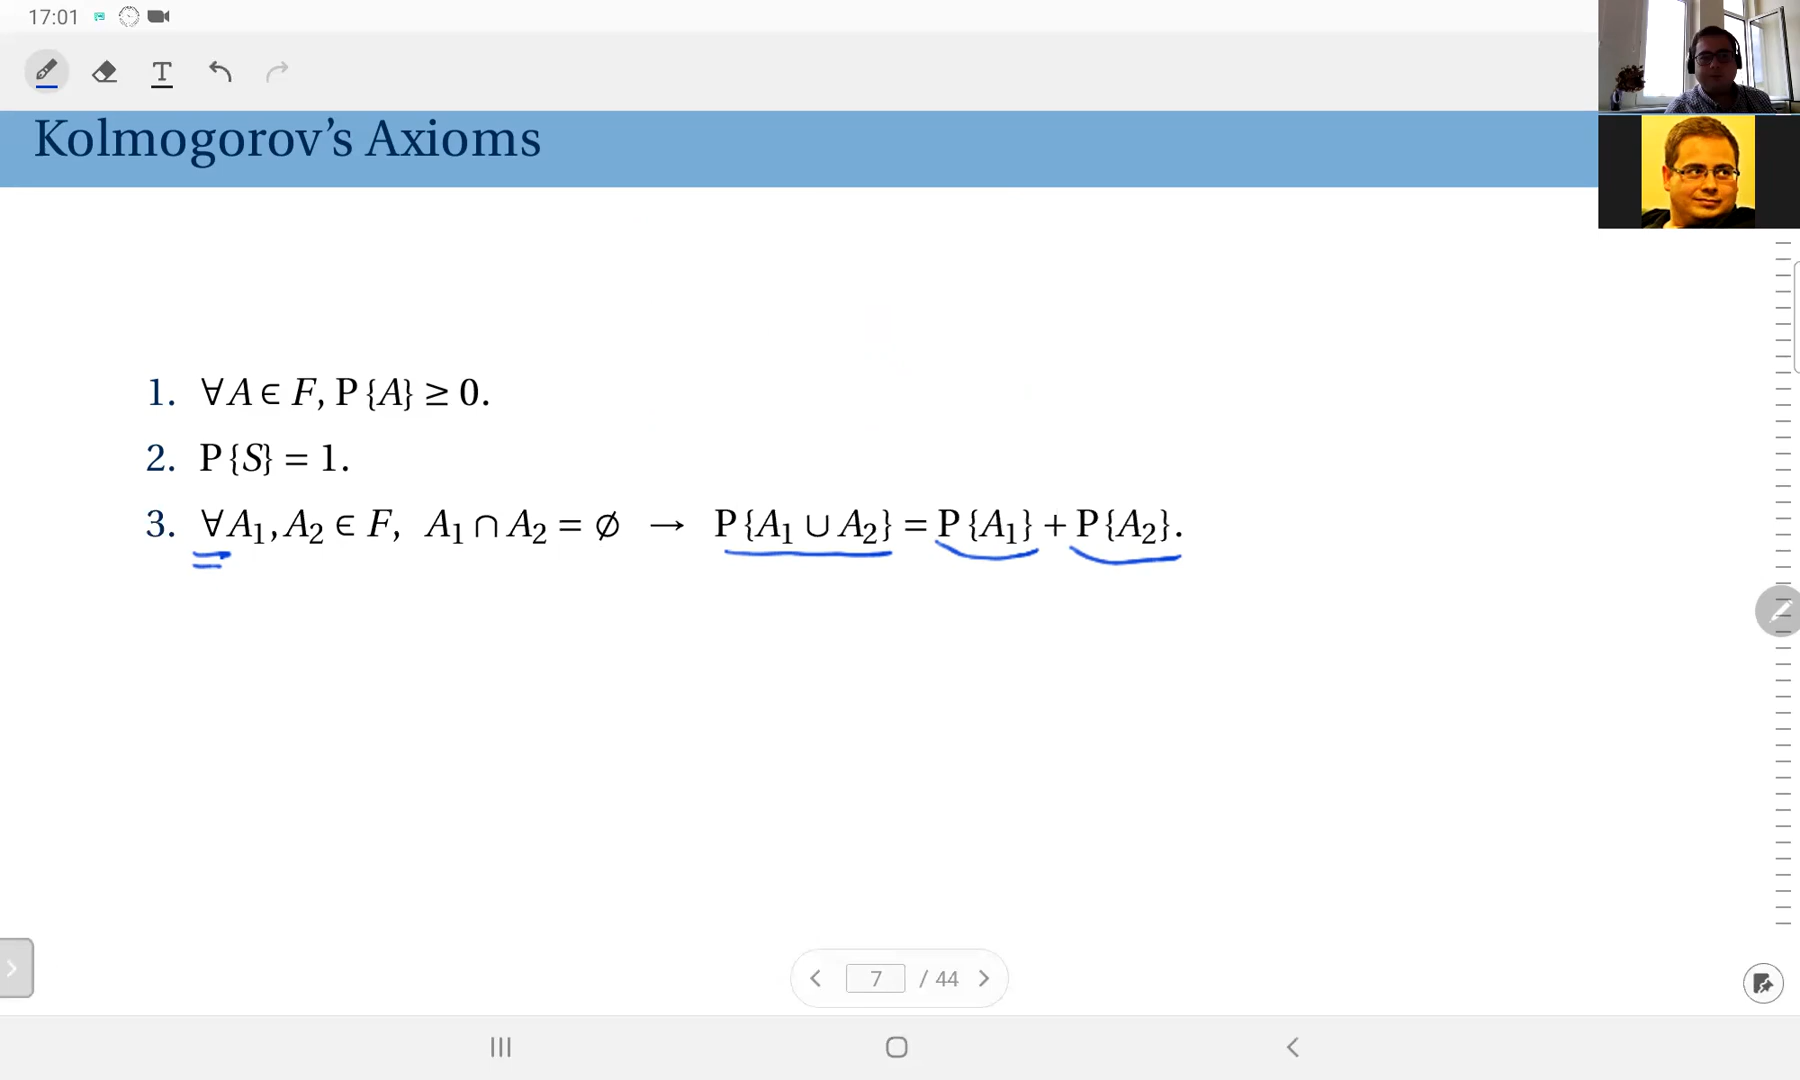 17:01
T
Kolmogorov's Axioms
1. ∀A ∈ F, P{A} ≥ 0.
2. P{S} = 1.
3. ∀A₁, A₂ ∈ F, A₁ ∩ A₂ = ∅ → P{A₁ ∪ A₂} = P{A₁} + P{A₂}.
7 / 44